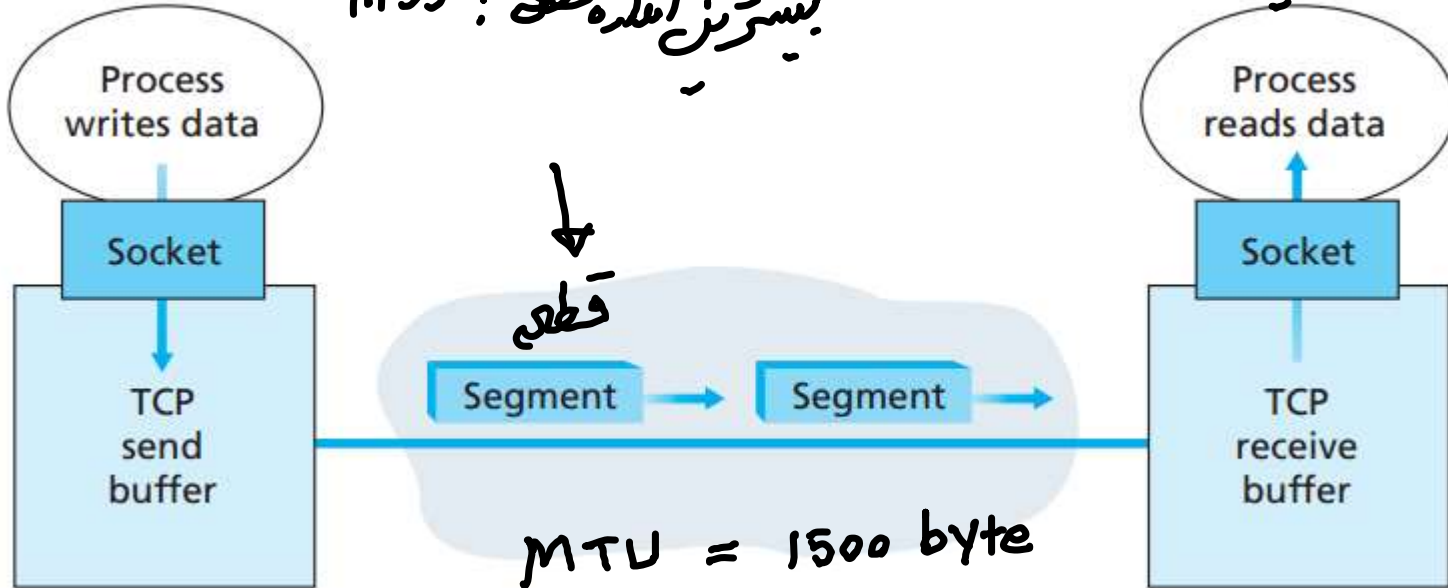 بیشترین اندازه قطعه : MSS
Process
writes data
Process
reads data
Socket
Socket
قطعه
Segment
Segment
TCP
send
buffer
TCP
receive
buffer
MTU = 1500 byte